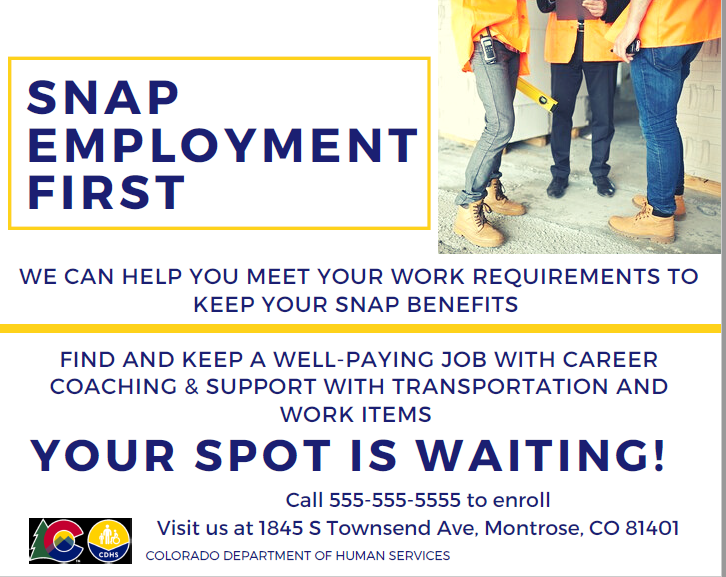 SNAP
EMPLOYMENT
FIRST
WE CAN HELP YOU MEET YOUR WORK REQUIREMENTS TO
KEEP YOUR SNAP BENEFITS
FIND AND KEEP A WELL-PAYING JOB WITH CAREER
COACHING & SUPPORT WITH TRANSPORTATION AND
WORK ITEMS
YOUR SPOT IS WAITING!
Call 555-555-5555 to enroll
Visit us at 1845 S Townsend Ave, Montrose, CO 81401
CDHS
COLORADO DEPARTMENT OF HUMAN SERVICES